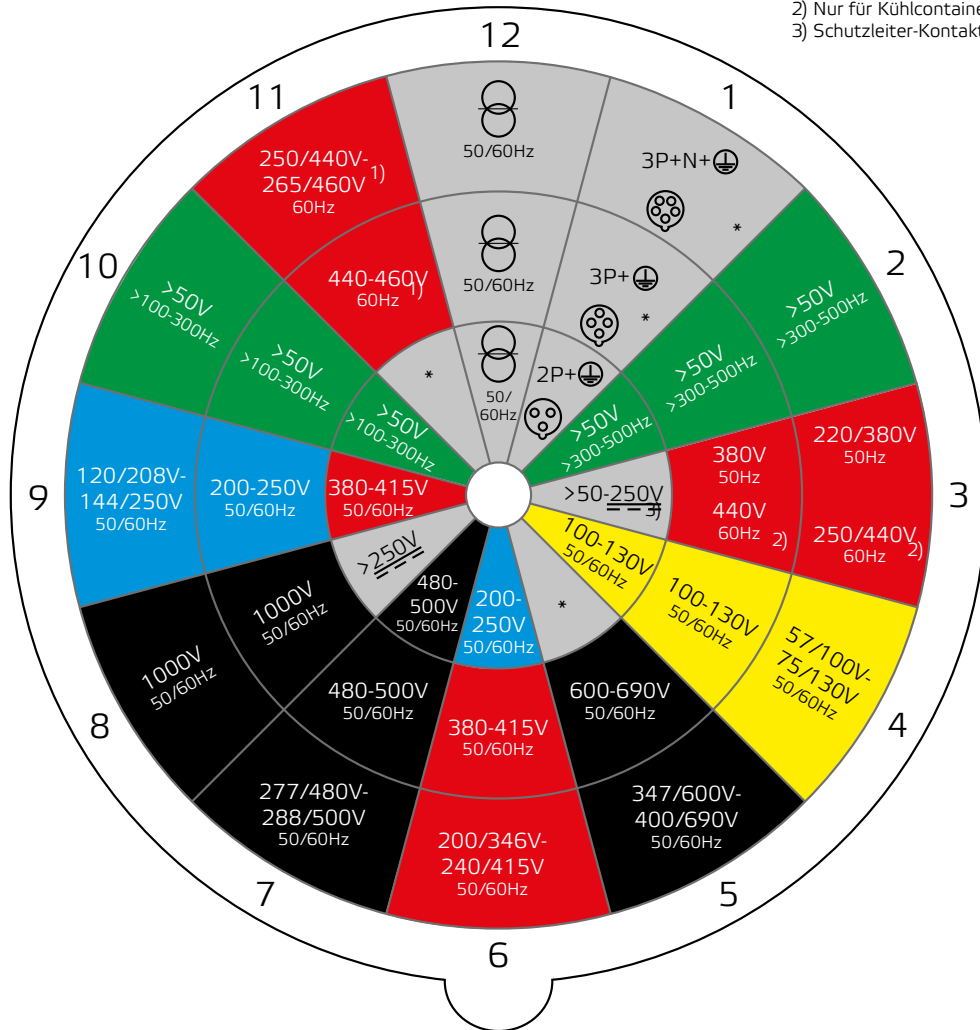 2) Nur für Kühlcontaine
3) Schutzleiter-Kontakt
12
50/60Hz
50/60Hz
50/
60Hz
1
3P+N+
*
3P+
*
2P+
2
>50V
>300-500Hz
>50V
>300-500Hz
>50V
>300-500Hz
3
220/380V
50Hz
250/440V 2)
60Hz
380V
50Hz
440V
60Hz 2)
>50-250V 3)
4
57/100V-
75/130V
50/60Hz
100-130V
50/60Hz
100-130V
50/60Hz
5
347/600V-
400/690V
50/60Hz
600-690V
50/60Hz
*
6
200/346V-
240/415V
50/60Hz
380-415V
50/60Hz
200-
250V
50/60Hz
7
277/480V-
288/500V
50/60Hz
480-500V
50/60Hz
480-
500V
50/60Hz
8
1000V
50/60Hz
1000V
50/60Hz
>250V
9
120/208V-
144/250V
50/60Hz
200-250V
50/60Hz
380-415V
50/60Hz
10
>50V
>100-300Hz
>50V
>100-300Hz
>50V
>100-300Hz
11
250/440V-
265/460V 1)
60Hz
440-460V 1)
60Hz
*